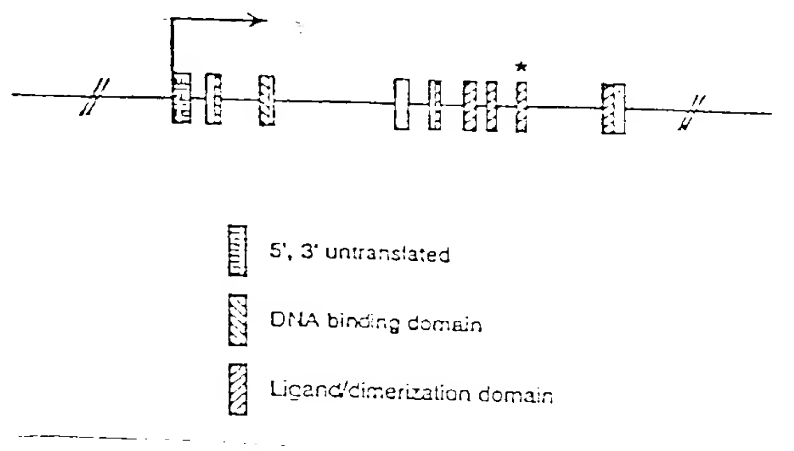 *
5', 3' untranslated
DNA binding domain
Ligand/dimerization domain